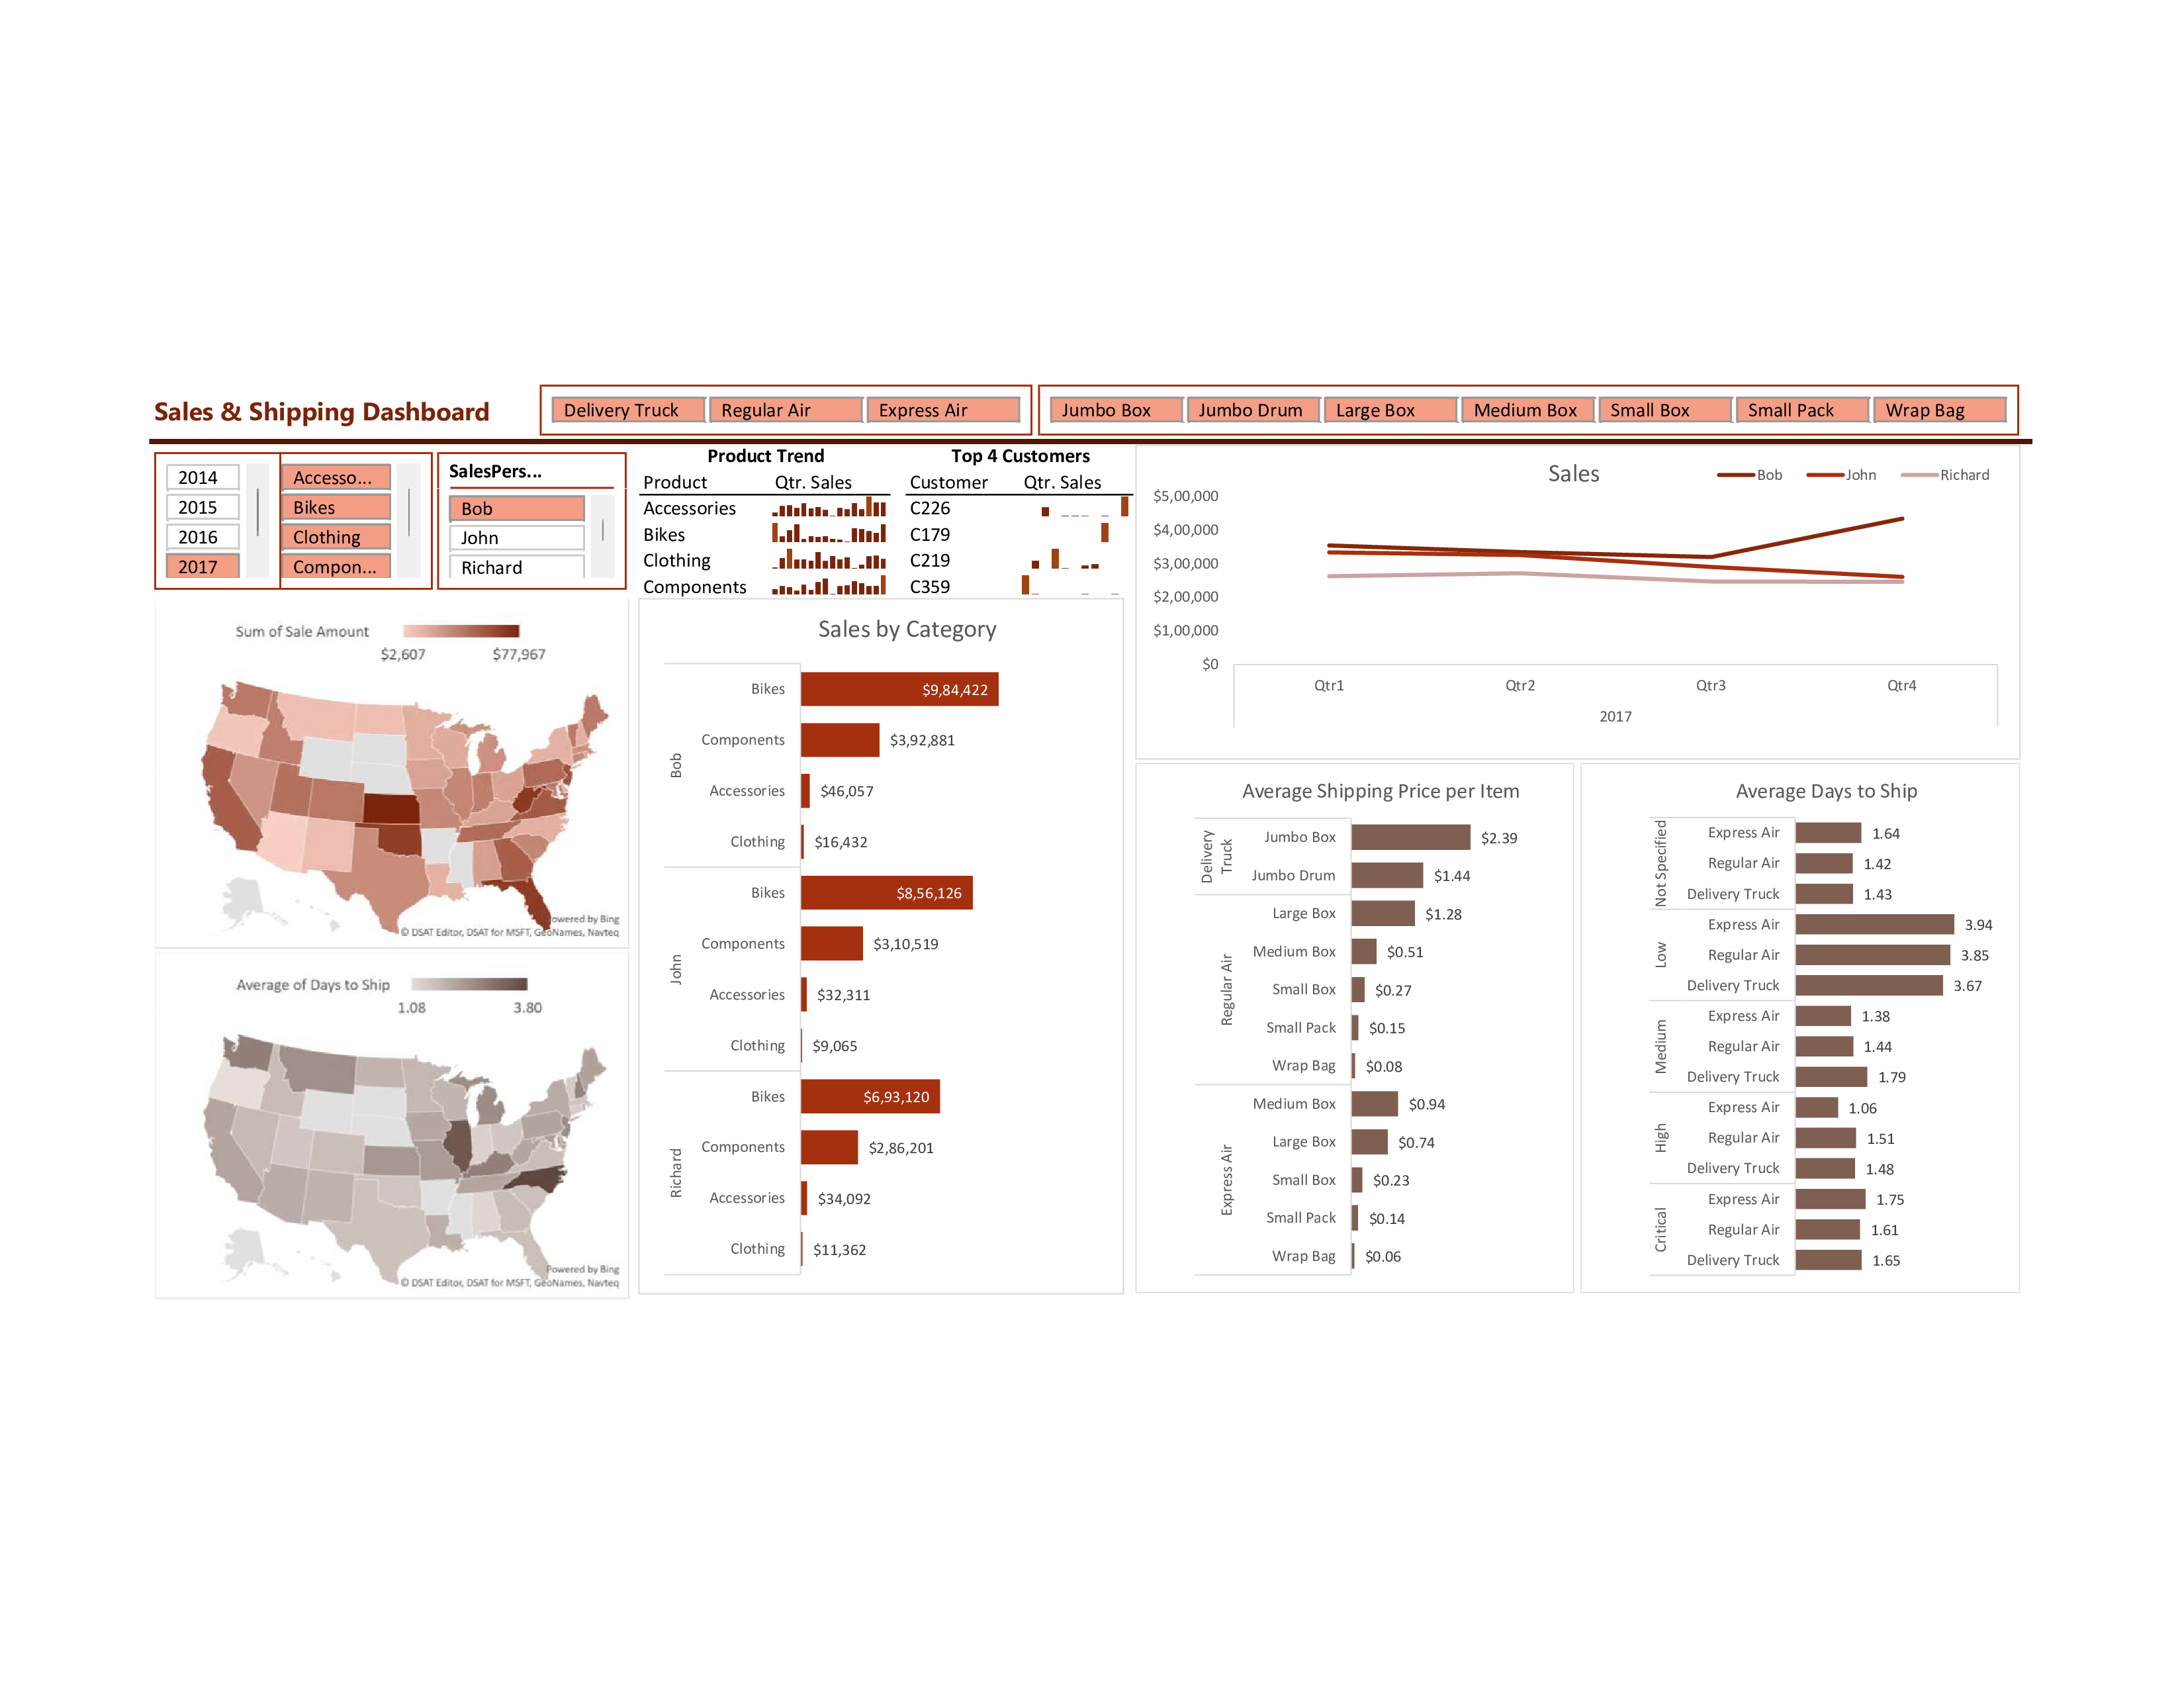 Sales & Shipping Dashboard
Delivery Truck Regular Air Express Air
Jumbo Box Jumbo Drum Large Box Medium Box Small Box Small Pack Wrap Bag
2014
2015
2016
2017
Accesso...
Bikes
Clothing
Compon...
SalesPers...
Bob
John
Richard
Product Trend
Product Qtr. Sales
Accessories
Bikes
Clothing
Components
Top 4 Customers
Customer Qtr. Sales
C226
C179
C219
C359
Sales
Bob John Richard
$5,00,000
$4,00,000
$3,00,000
$2,00,000
$1,00,000
$0
Qtr1 Qtr2 Qtr3 Qtr4
2017
Sum of Sale Amount
$2,607 $77,967
Powered by Bing
© DSAT Editor, DSAT for MSFT, GeoNames, Navteq
Average of Days to Ship
1.08 3.80
Powered by Bing
© DSAT Editor, DSAT for MSFT, GeoNames, Navteq
Sales by Category
Bob
Bikes $9,84,422
Components $3,92,881
Accessories $46,057
Clothing $16,432
John
Bikes $8,56,126
Components $3,10,519
Accessories $32,311
Clothing $9,065
Richard
Bikes $6,93,120
Components $2,86,201
Accessories $34,092
Clothing $11,362
Average Shipping Price per Item
Delivery
Truck
Jumbo Box $2.39
Jumbo Drum $1.44
Regular Air
Large Box $1.28
Medium Box $0.51
Small Box $0.27
Small Pack $0.15
Wrap Bag $0.08
Express Air
Medium Box $0.94
Large Box $0.74
Small Box $0.23
Small Pack $0.14
Wrap Bag $0.06
Average Days to Ship
Not Specified
Express Air 1.64
Regular Air 1.42
Delivery Truck 1.43
Low
Express Air 3.94
Regular Air 3.85
Delivery Truck 3.67
Medium
Express Air 1.38
Regular Air 1.44
Delivery Truck 1.79
High
Express Air 1.06
Regular Air 1.51
Delivery Truck 1.48
Critical
Express Air 1.75
Regular Air 1.61
Delivery Truck 1.65